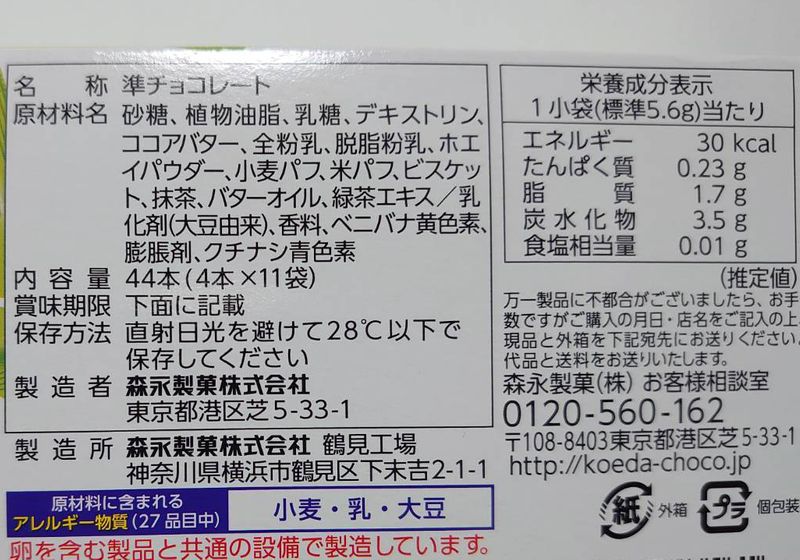 名称 準チョコレート
原材料名 砂糖、植物油脂、乳糖、デキストリン、
ココアバター、全粉乳、脱脂粉乳、ホエ
イパウダー、小麦パフ、米パフ、ビスケッ
ト、抹茶、バターオイル、緑茶エキス／乳
化剤(大豆由来)、香料、ベニバナ黄色素、
膨脹剤、クチナシ青色素
内容量 44本(4本×11袋)
賞味期限 下面に記載
保存方法 直射日光を避けて28℃以下で
保存してください
製造者 森永製菓株式会社
東京都港区芝5-33-1
製造所 森永製菓株式会社 鶴見工場
神奈川県横浜市鶴見区下末吉2-1-1
原材料に含まれる
アレルギー物質(27品目中)
小麦・乳・大豆
卵を含む製品と共通の設備で製造しています。
栄養成分表示
1小袋(標準5.6g)当たり
エネルギー 30 kcal
たんぱく質 0.23 g
脂質 1.7 g
炭水化物 3.5 g
食塩相当量 0.01 g
(推定値)
万一製品に不都合がございましたら、お手
数ですがご購入の月日・店名をご記入の上、
現品と外箱を下記宛先にお送りください。
代品と送料をお送りいたします。
森永製菓(株) お客様相談室
0120-560-162
〒108-8403東京都港区芝5-33-1
http://koeda-choco.jp
紙 外箱 プラ 個包装